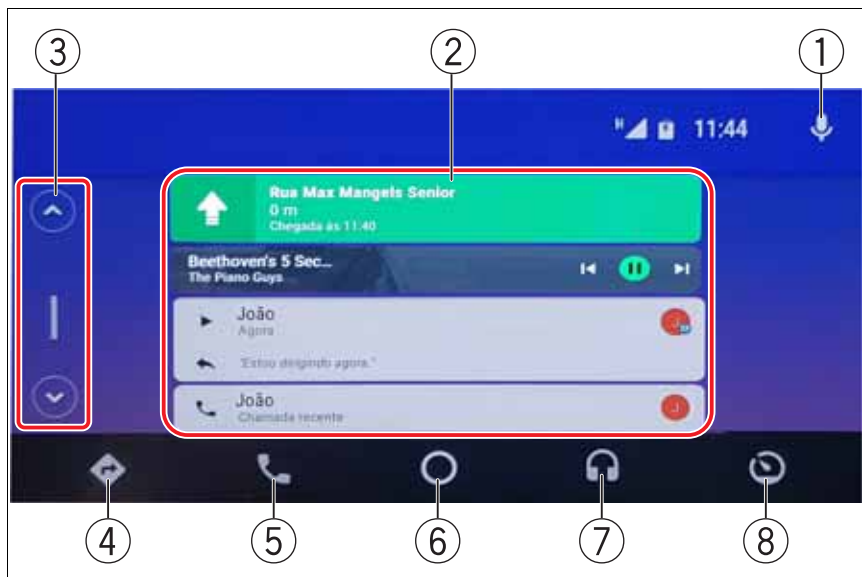 3
2
1
H
11:44
Rua Max Mangels Senior
0 m
Chegada às 11:40
Beethoven's 5 Sec...
The Piano Guys
João
Agora
J
"Estou dirigindo agora."
João
Chamada recente
J
4
5
6
7
8